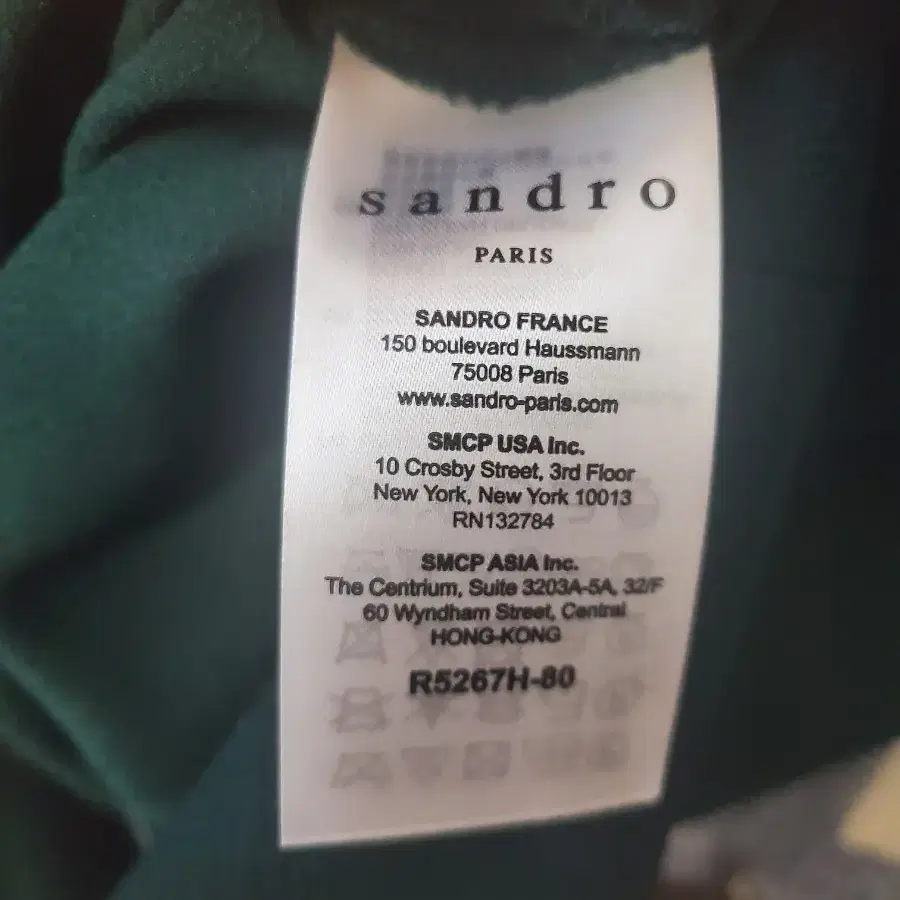 sandro
PARIS
SANDRO FRANCE
150 boulevard Haussmann
75008 Paris
www.sandro-paris.com
SMCP USA Inc.
10 Crosby Street, 3rd Floor
New York, New York 10013
RN132784
SMCP ASIA Inc.
The Centrium, Suite 3203A-5A, 32/F
60 Wyndham Street, Central
HONG-KONG
R5267H-80